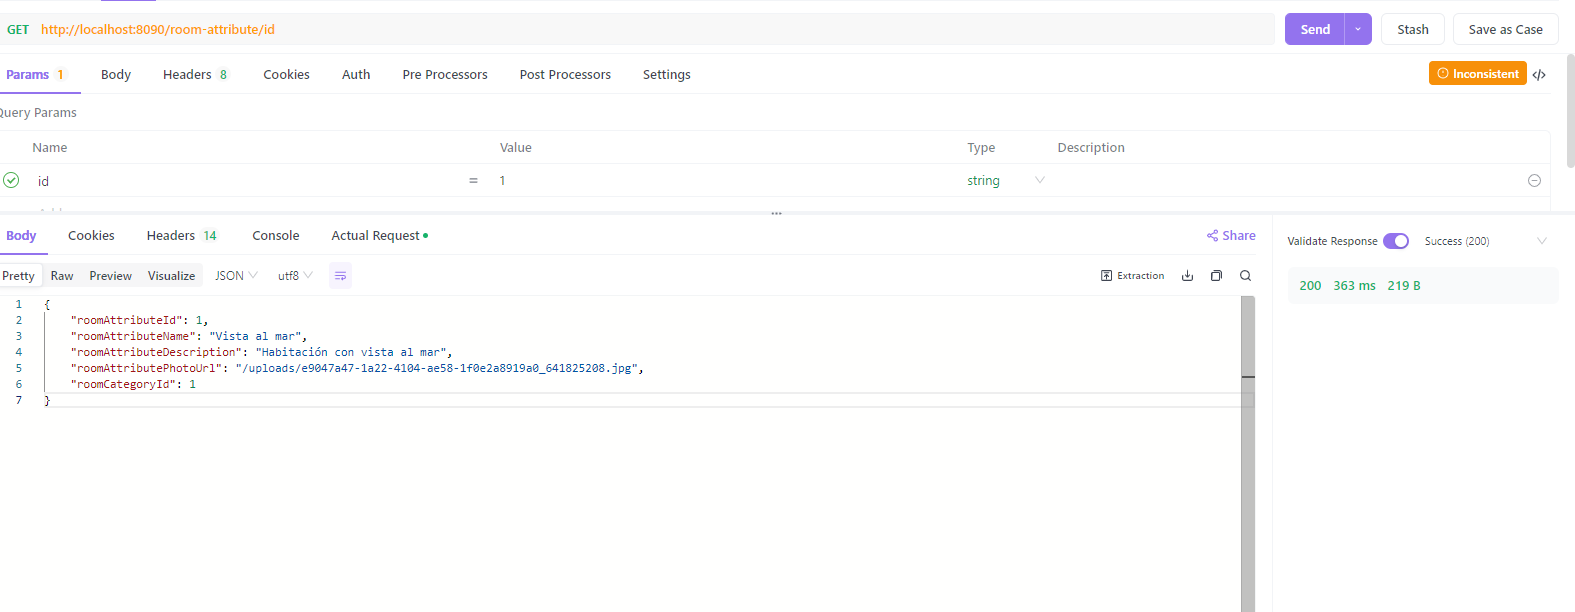 GET http://localhost:8090/room-attribute/id Send Stash Save as Case
Params 1 Body Headers 8 Cookies Auth Pre Processors Post Processors Settings Inconsistent </>
Query Params
Name Value Type Description
id = 1 string
Body Cookies Headers 14 Console Actual Request Share
Validate Response Success (200)
Pretty Raw Preview Visualize JSON utf8 Extraction
200 363 ms 219 B
1 {
2 "roomAttributeId": 1,
3 "roomAttributeName": "Vista al mar",
4 "roomAttributeDescription": "Habitación con vista al mar",
5 "roomAttributePhotoUrl": "/uploads/e9047a47-1a22-4104-ae58-1f0e2a8919a0_641825208.jpg",
6 "roomCategoryId": 1
7 }